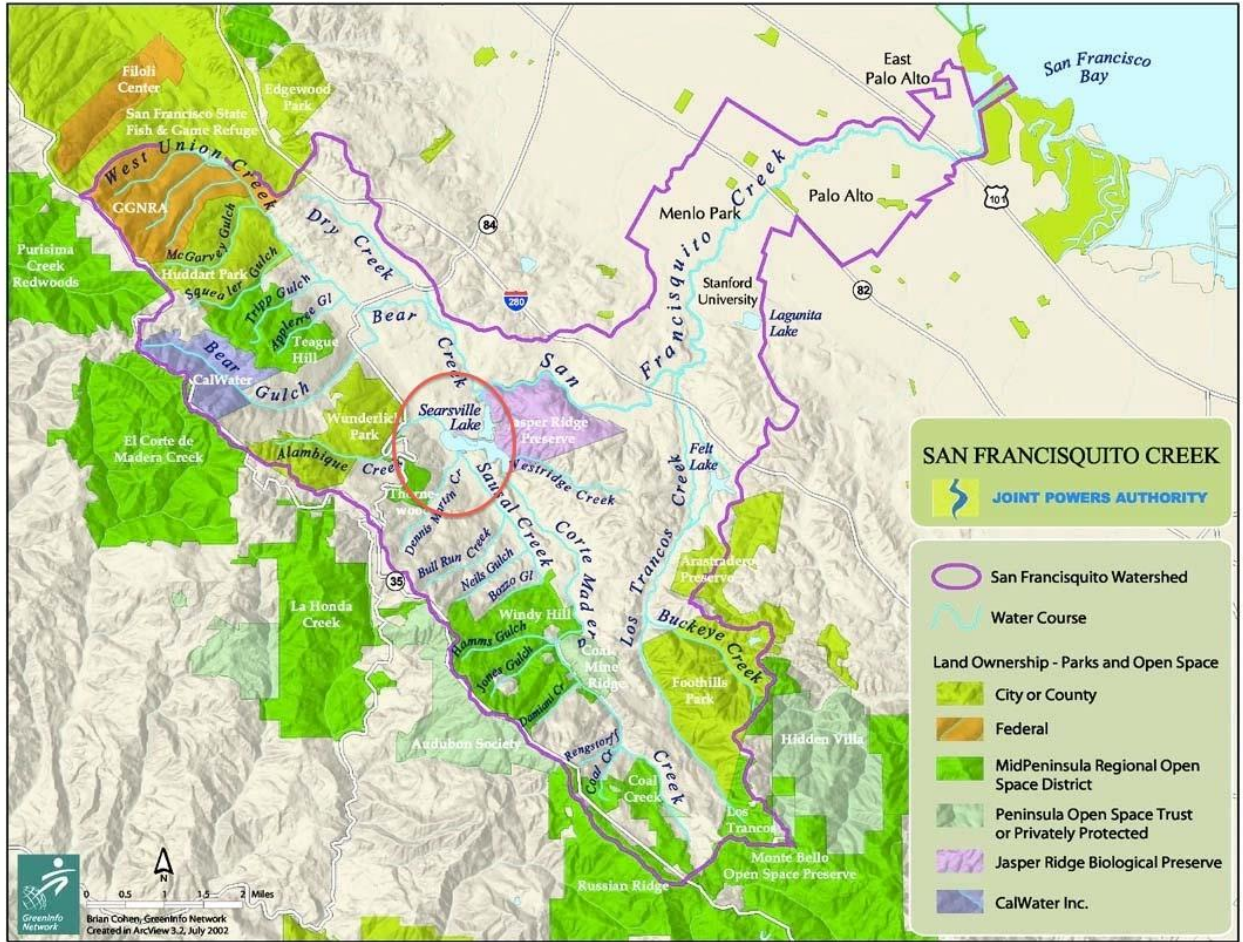 Filoli
Center
San Francisco State
Fish & Game Refuge
Edgewood
Park
West Union Creek
GGNRA
McGarvey Gulch
Huddart Park
Squealer Gulch
Purisima
Creek
Redwoods
Dry Creek
84
280
Tripp Gulch
Appletree Gl
Teague
Hill
Bear
Creek
Bear
Gulch
CalWater
El Corte de
Madera Creek
Wunderlich
Park
Alambique
Creek
Searsville
Lake
Jasper Ridge
Preserve
Westridge Creek
Thorne
wood
Dennis Martin Cr
Sausal Creek
Corte Madera
Creek
Bull Run Creek
Neils Gulch
Bozzo Gl
35
La Honda
Creek
Windy Hill
Hamms Gulch
Jones Gulch
Damiani Cr
Coal
Mine
Ridge
Audubon Society
Rengstorff
Coal Cr
Coal
Creek
Russian Ridge
Los
Trancos
Monte Bello
Open Space Preserve
Hidden Villa
Foothills
Park
Buckeye Creek
Arastradero
Preserve
Los Trancos Creek
Felt
Lake
San
Francisquito Creek
Menlo Park
Stanford
University
Lagunita
Lake
82
Palo Alto
East
Palo Alto
101
San Francisco
Bay
SAN FRANCISQUITO CREEK
JOINT POWERS AUTHORITY
San Francisquito Watershed
Water Course
Land Ownership - Parks and Open Space
City or County
Federal
MidPeninsula Regional Open
Space District
Peninsula Open Space Trust
or Privately Protected
Jasper Ridge Biological Preserve
CalWater Inc.
GreenInfo
Network
N
0 0.5 1 1.5 2 Miles
Brian Cohen, GreenInfo Network
Created in ArcView 3.2, July 2002